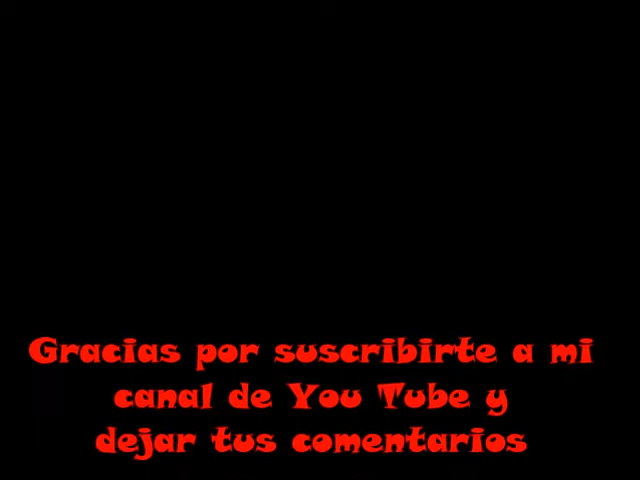 Gracias por suscribirte a mi
canal de You Tube y
dejar tus comentarios